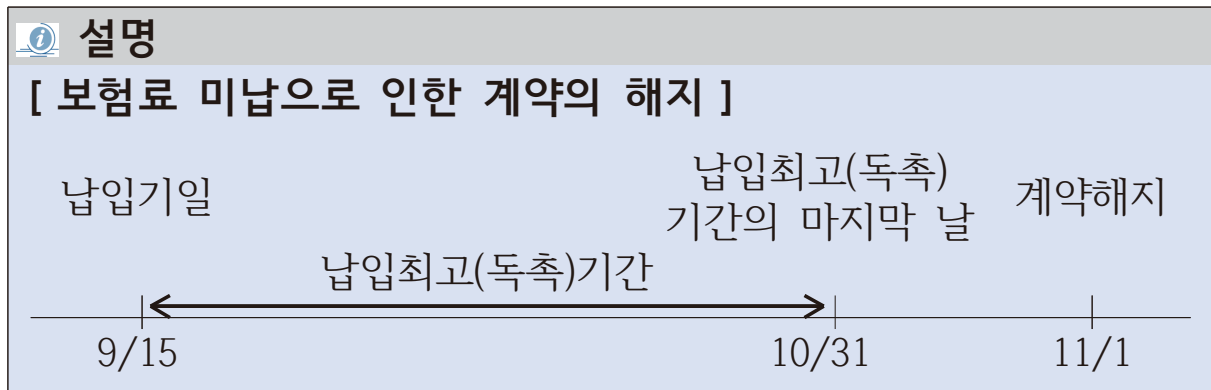 설명
[ 보험료 미납으로 인한 계약의 해지 ]
납입기일
납입최고(독촉)
기간의 마지막 날
계약해지
납입최고(독촉)기간
9/15
10/31
11/1